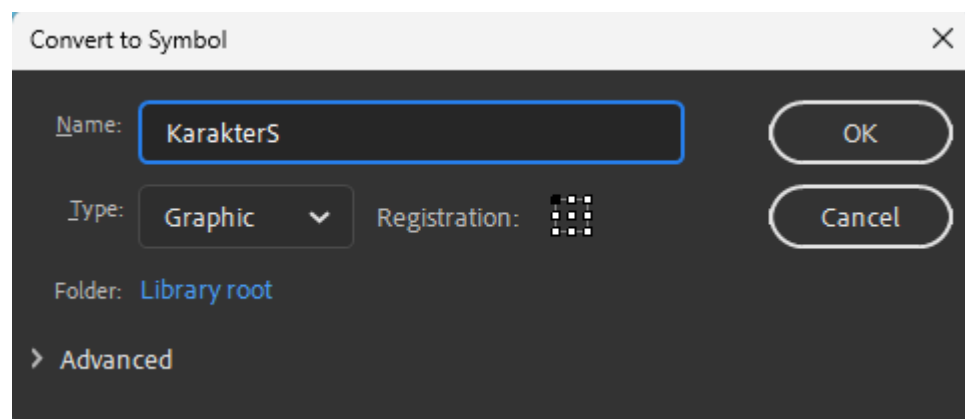 Convert to Symbol
Name: KarakterS OK
Type: Graphic Registration: Cancel
Folder: Library root
Advanced